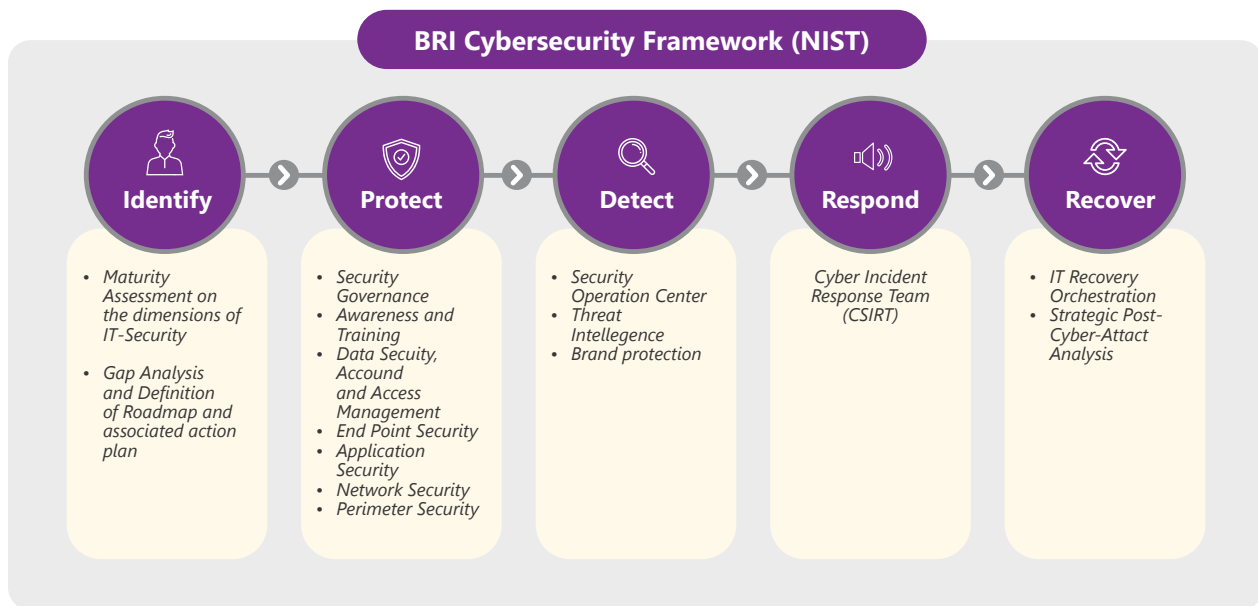 BRI Cybersecurity Framework (NIST)
Identify
• Maturity
Assessment on
the dimensions of
IT-Security
• Gap Analysis
and Definition
of Roadmap and
associated action
plan
Protect
• Security
Governance
• Awareness and
Training
• Data Secuity,
Accound
and Access
Management
• End Point Security
• Application
Security
• Network Security
• Perimeter Security
Detect
• Security
Operation Center
• Threat
Intellegence
• Brand protection
Respond
Cyber Incident
Response Team
(CSIRT)
Recover
• IT Recovery
Orchestration
• Strategic Post-
Cyber-Attact
Analysis